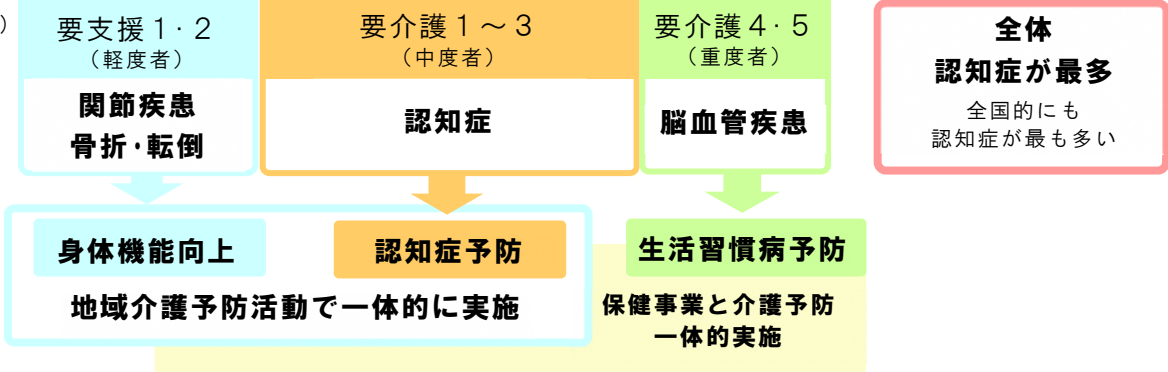 ）
要支援１·２
（軽度者）
関節疾患
骨折·転倒
要介護１～３
（中度者）
認知症
要介護４·５
（重度者）
脳血管疾患
全体
認知症が最多
全国的にも
認知症が最も多い
身体機能向上
認知症予防
地域介護予防活動で一体的に実施
生活習慣病予防
保健事業と介護予防
一体的実施